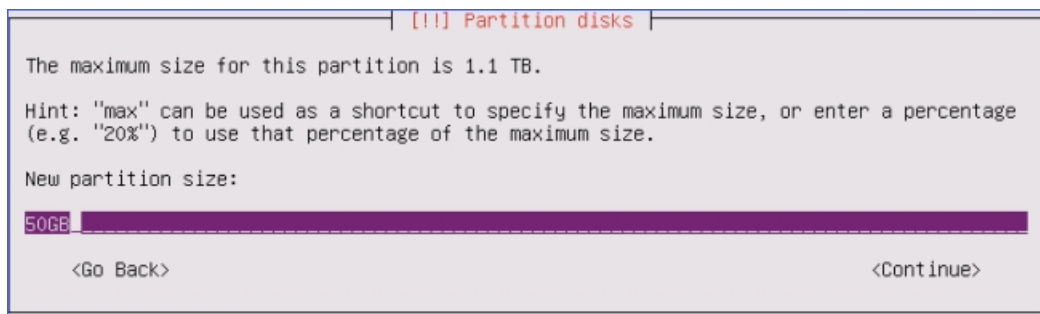 [!!] Partition disks
The maximum size for this partition is 1.1 TB.
Hint: "max" can be used as a shortcut to specify the maximum size, or enter a percentage
(e.g. "20%") to use that percentage of the maximum size.
New partition size:
50GB
<Go Back> <Continue>